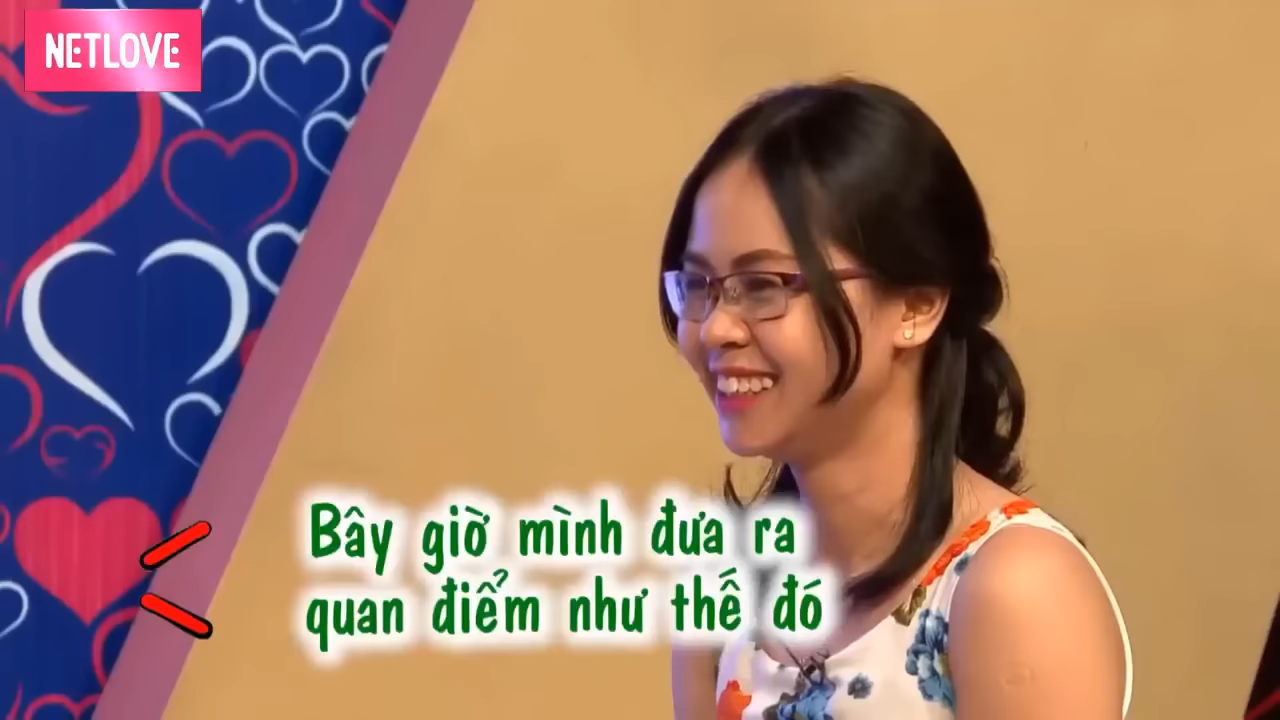 NETLOVE
Bây giờ mình đưa ra
quan điểm như thế đó